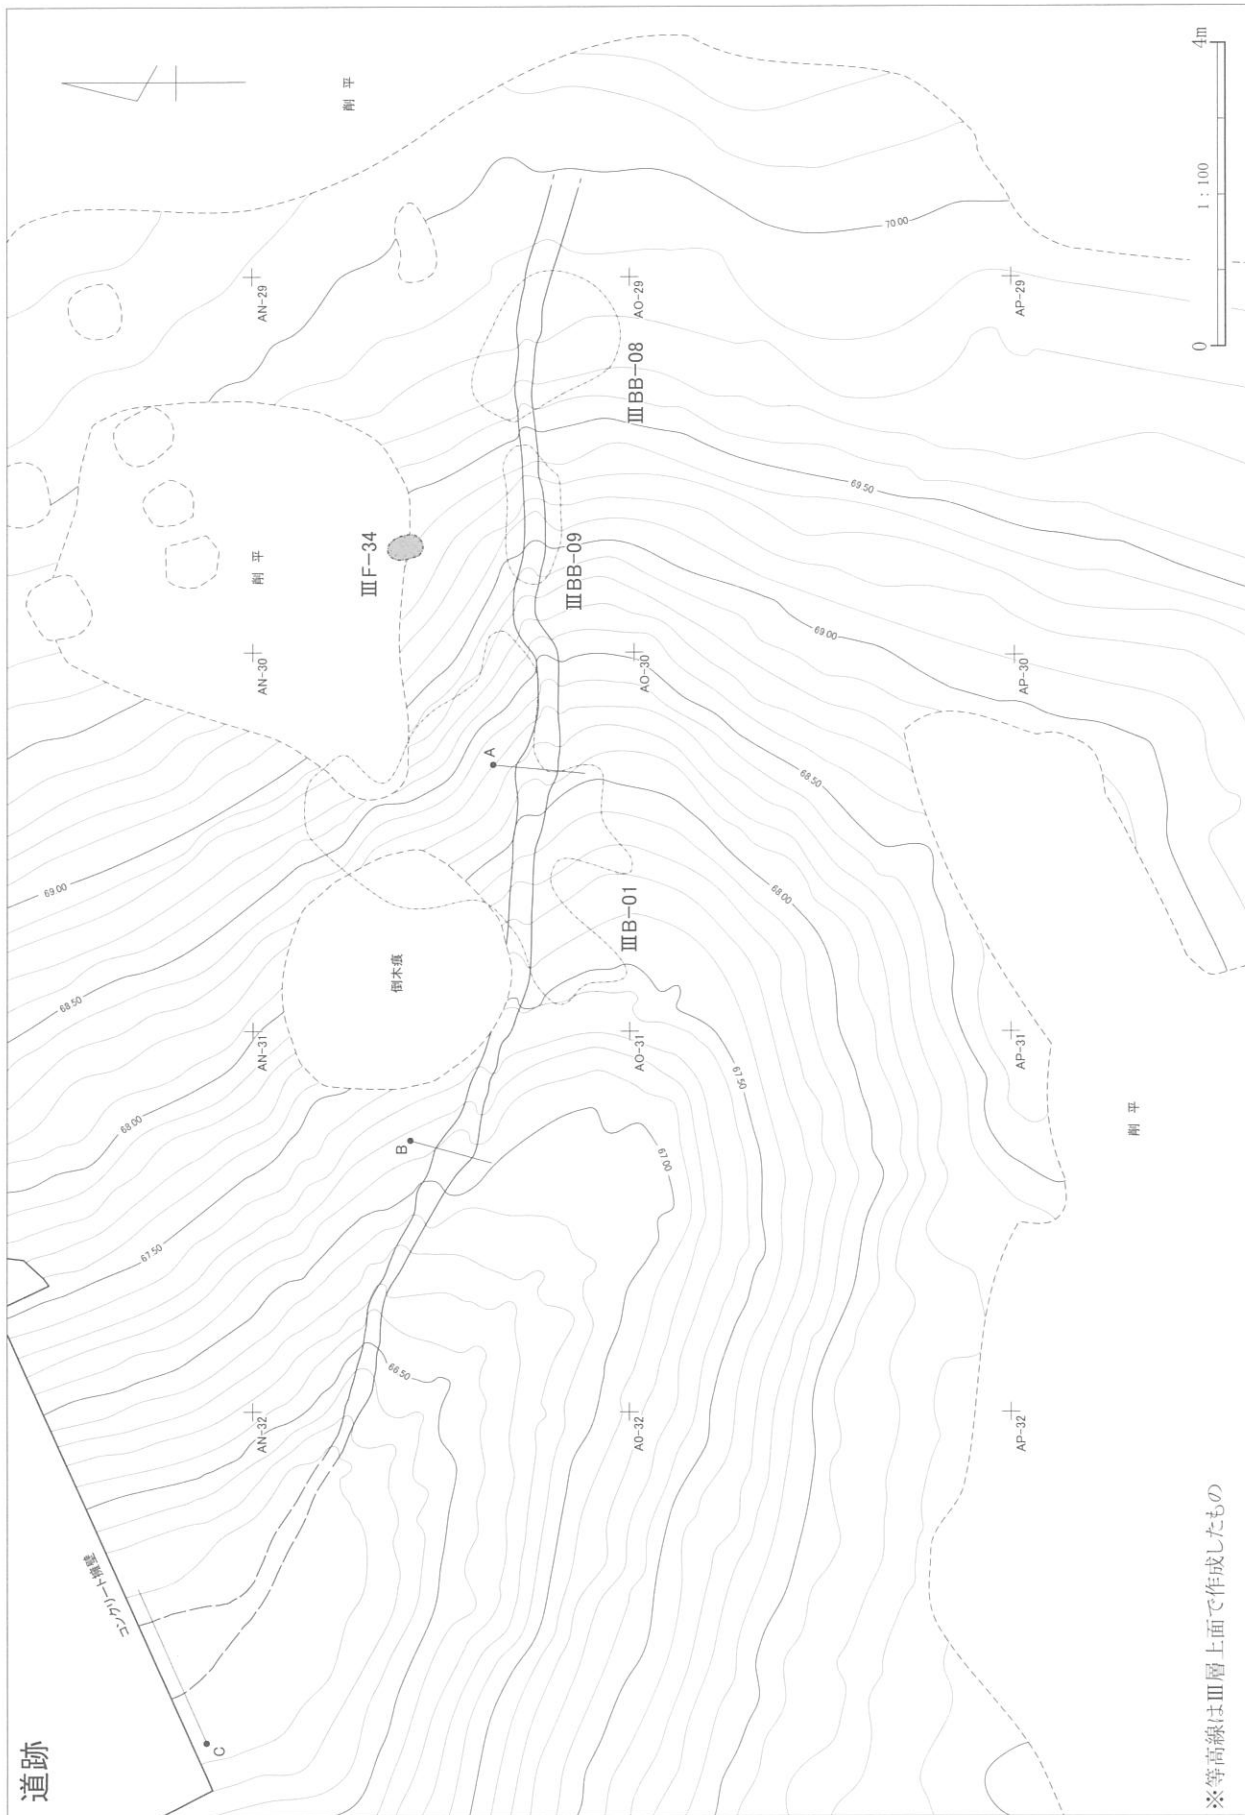 道跡
削平
AN-29
AN-30
AN-31
AN-32
AO-29
AO-30
AO-31
AO-32
AP-29
AP-30
AP-31
AP-32
70.00
69.50
69.00
68.50
68.00
67.50
67.00
66.50
69.00
68.50
68.00
67.50
削平
ⅢF-34
ⅢBB-08
ⅢBB-09
ⅢB-01
倒木痕
A
B
C
コンクリート擁壁
削平
0
1:100
4m
※等高線はⅢ層上面で作成したもの